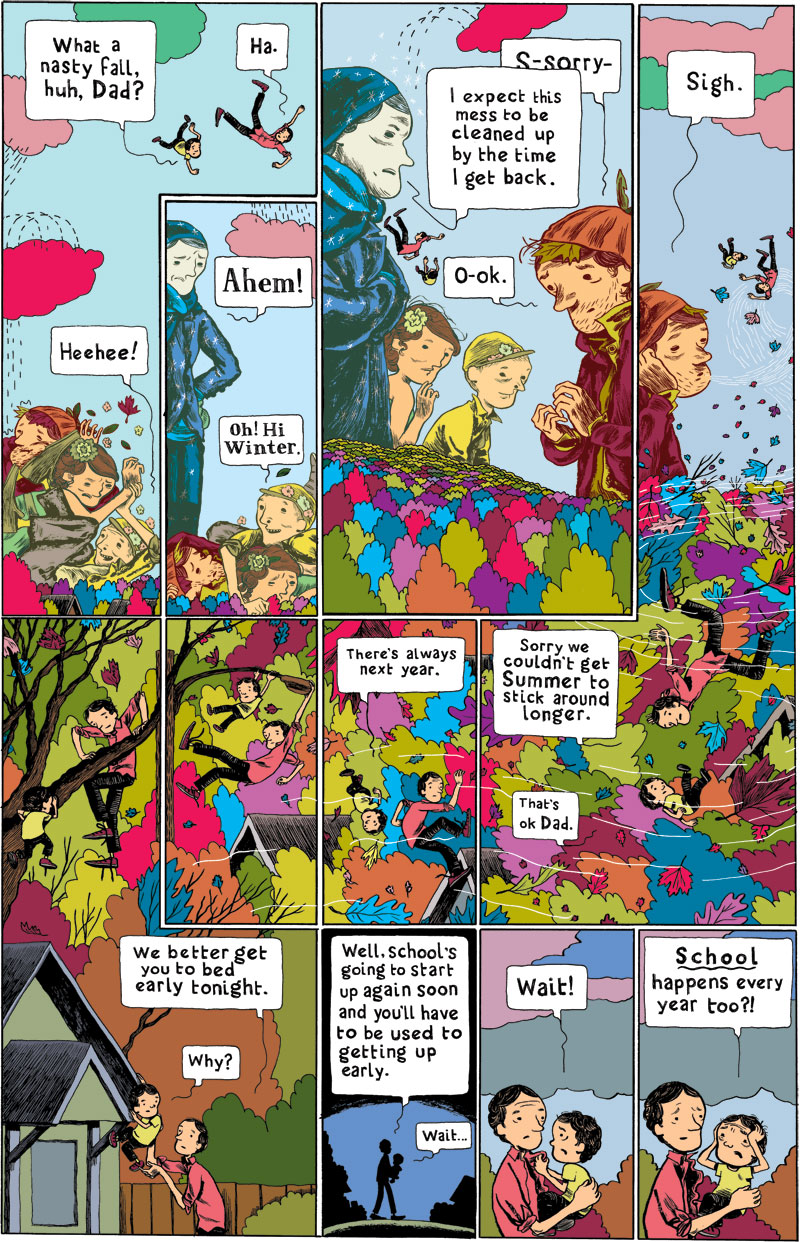 What a
nasty fall,
huh, Dad?
Ha.
Heehee!
Ahem!
Oh! Hi
Winter.
S-sorry-
I expect this
mess to be
cleaned up
by the time
I get back.
O-ok.
Sigh.
Sorry we
couldn't get
Summer to
stick around
longer.
That's
ok Dad.
There's always
next year.
We better get
you to bed
early tonight.
Why?
Well, school's
going to start
up again soon
and you'll have
to be used to
getting up
early.
Wait...
Wait!
School
happens every
year too?!